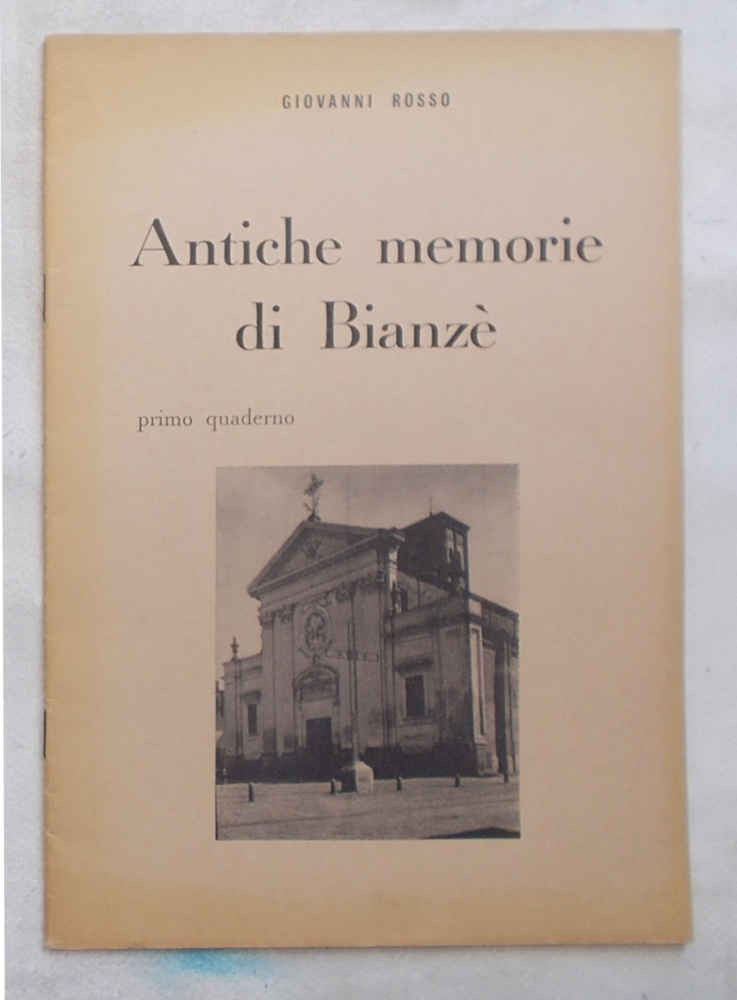 GIOVANNI ROSSO
Antiche memorie
di Bianzè
primo quaderno